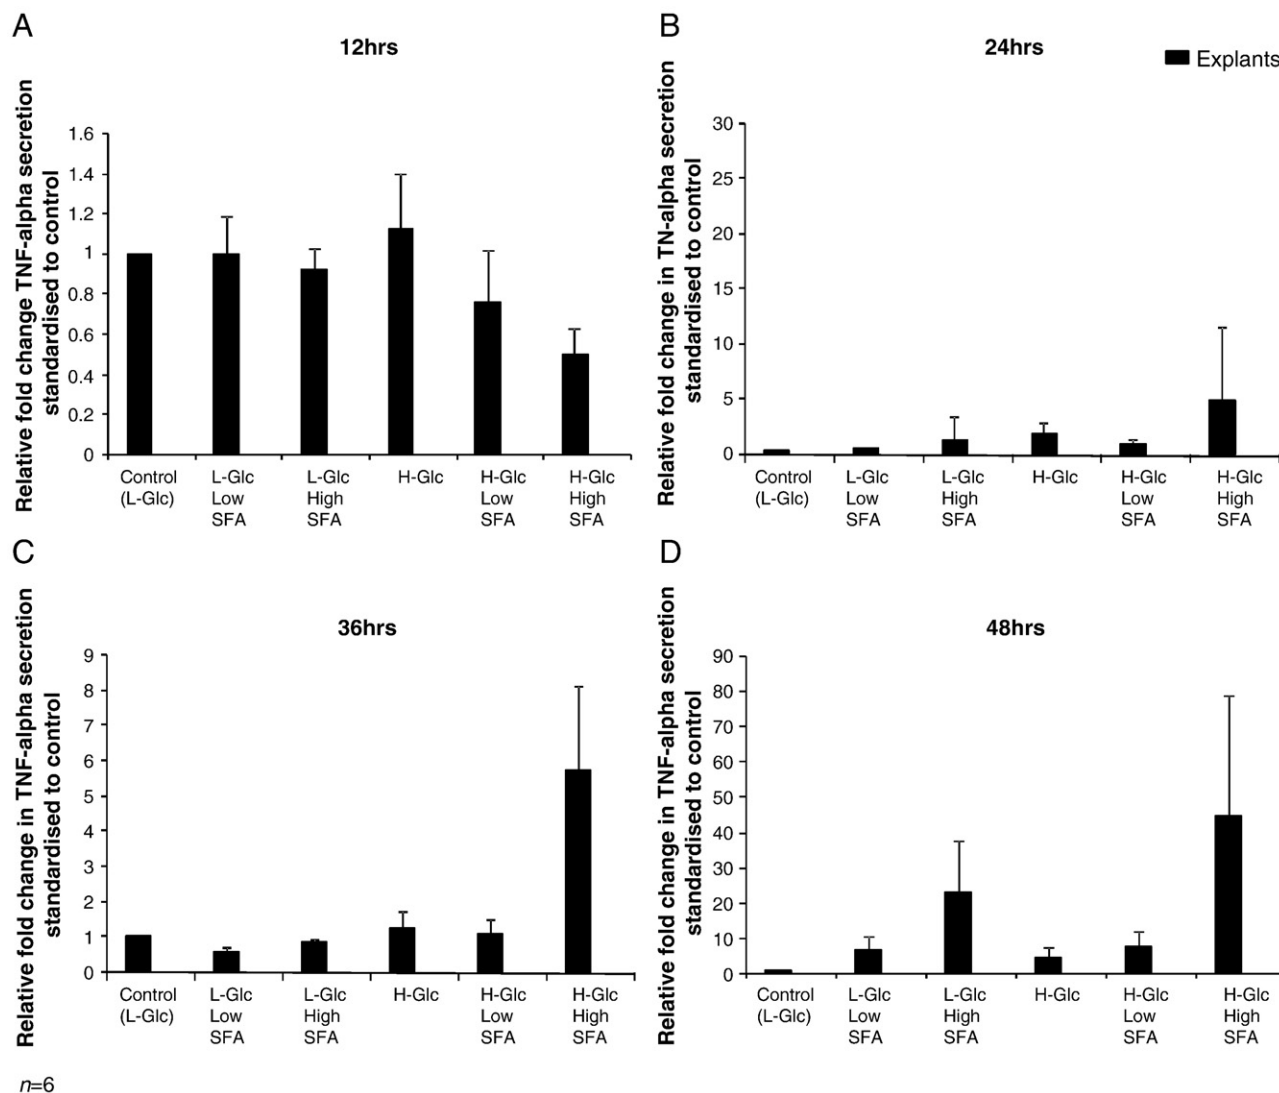 A
12hrs
Relative fold change TNF-alpha secretion
standardised to control
1.6
1.4
1.2
1
0.8
0.6
0.4
0.2
0
Control
(L-Glc)
L-Glc
Low
SFA
L-Glc
High
SFA
H-Glc
H-Glc
Low
SFA
H-Glc
High
SFA
B
24hrs
Explants
Relative fold change in TN-alpha secretion
standardised to control
30
25
20
15
10
5
0
Control
(L-Glc)
L-Glc
Low
SFA
L-Glc
High
SFA
H-Glc
H-Glc
Low
SFA
H-Glc
High
SFA
C
36hrs
Relative fold change in TNF-alpha secretion
standardised to control
9
8
7
6
5
4
3
2
1
0
Control
(L-Glc)
L-Glc
Low
SFA
L-Glc
High
SFA
H-Glc
H-Glc
Low
SFA
H-Glc
High
SFA
D
48hrs
Relative fold change in TNF-alpha secretion
standardised to control
90
80
70
60
50
40
30
20
10
0
Control
(L-Glc)
L-Glc
Low
SFA
L-Glc
High
SFA
H-Glc
H-Glc
Low
SFA
H-Glc
High
SFA
n=6